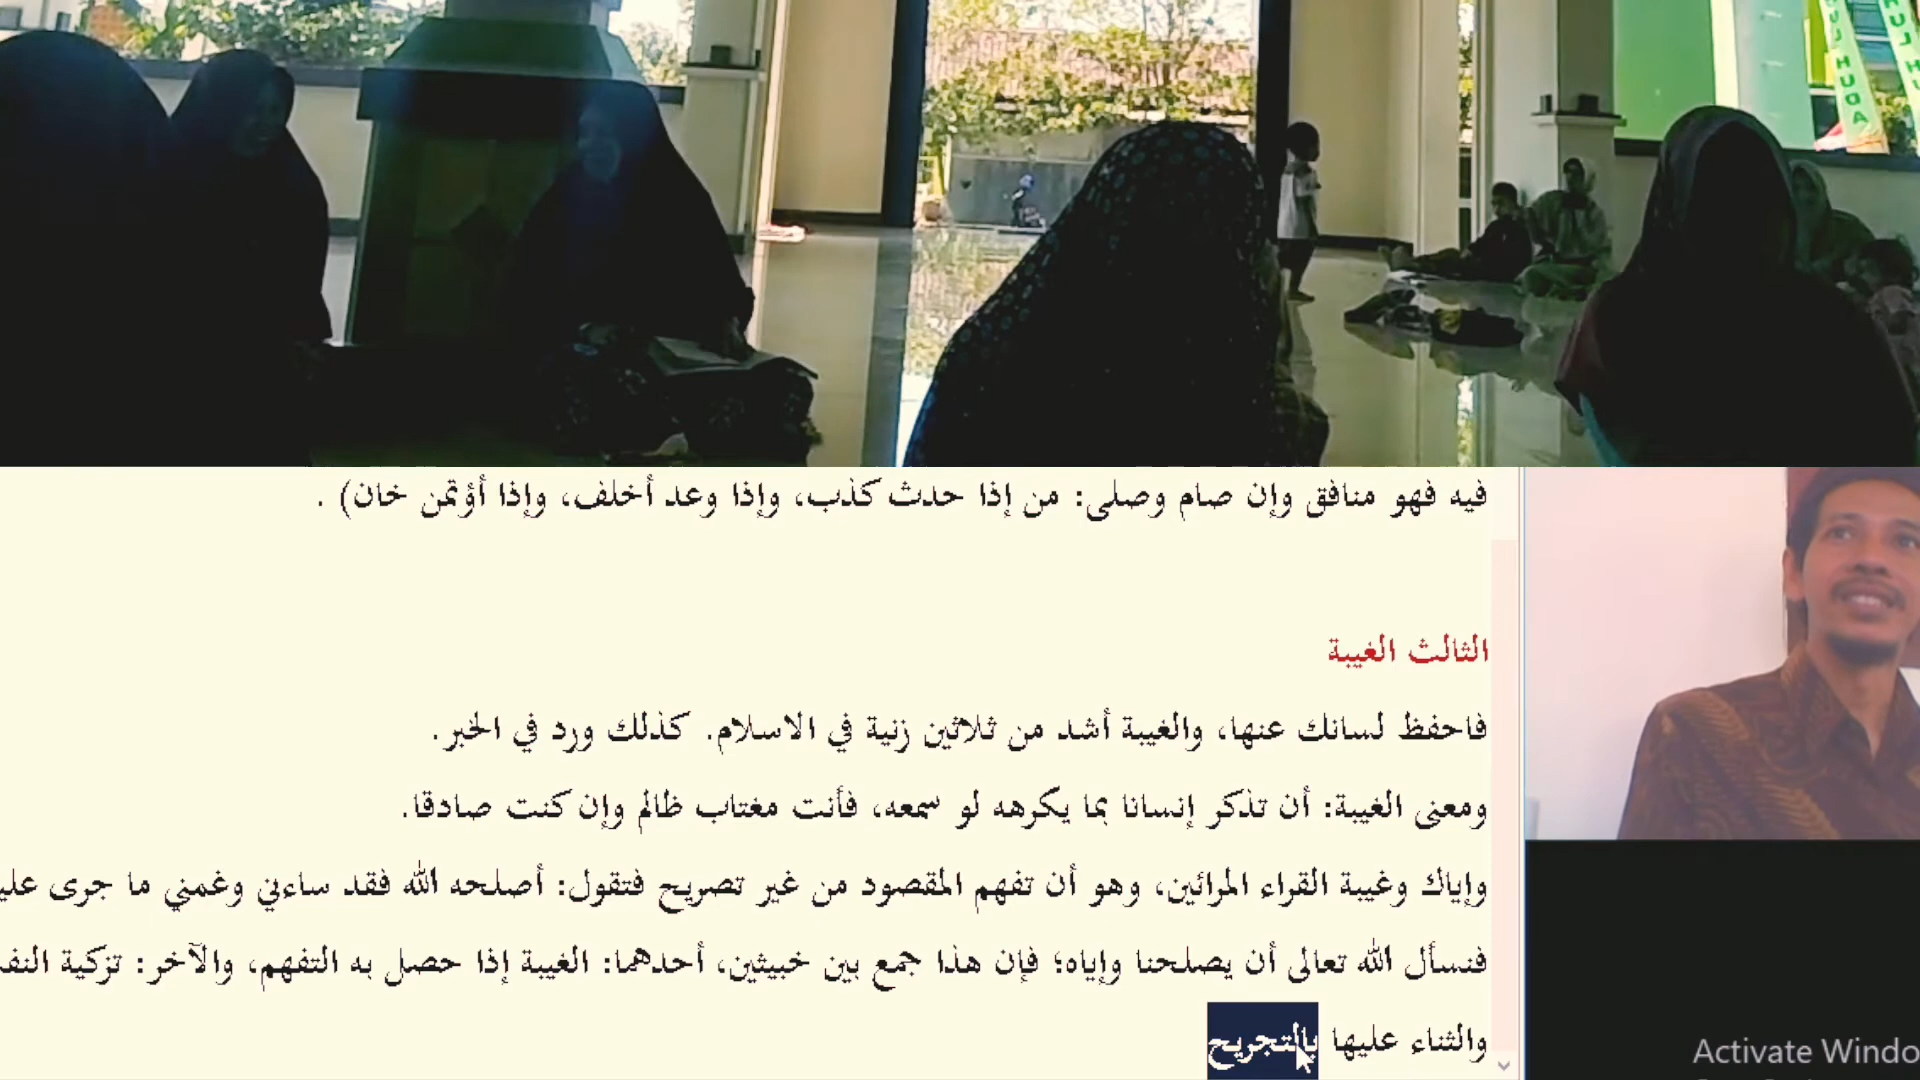 HUDA
فيه فهو منافق وإن صام وصلى: من إذا حدث كذب، وإذا وعد أخلف، وإذا أؤتمن خان) .
الثالث الغيبة
فاحفظ لسانك عنها، والغيبة أشد من ثلاثين زنية في الاسلام. كذلك ورد في الخبر.
ومعنى الغيبة: أن تذكر إنسانا بما يكرهه لو سمعه، فأنت مغتاب ظالم وإن كنت صادقا.
وإياك وغيبة القراء المرائين، وهو أن تفهم المقصود من غير تصريح فتقول: أصلحه الله فقد ساءني وغمني ما جرى علي
فنسأل الله تعالى أن يصلحنا وإياه؛ فإن هذا جمع بين خبيثين، أحدهما: الغيبة إذا حصل به التفهم، والآخر: تزكية النف
والثناء عليها بالتجريح
Activate Windo